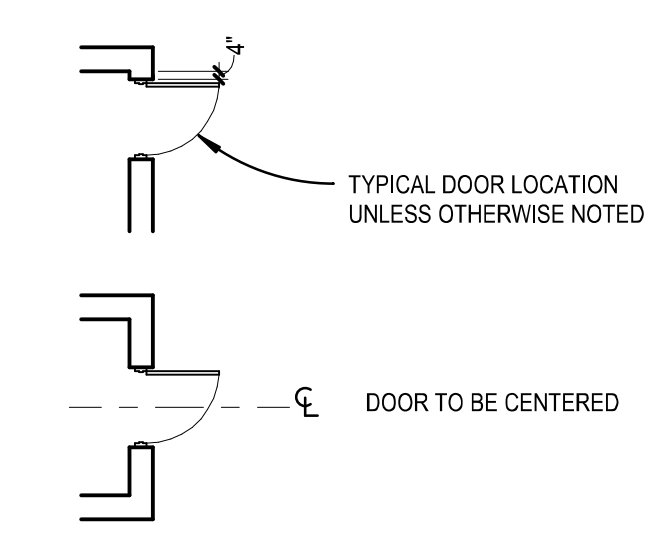 4"
TYPICAL DOOR LOCATION
UNLESS OTHERWISE NOTED
℄ DOOR TO BE CENTERED